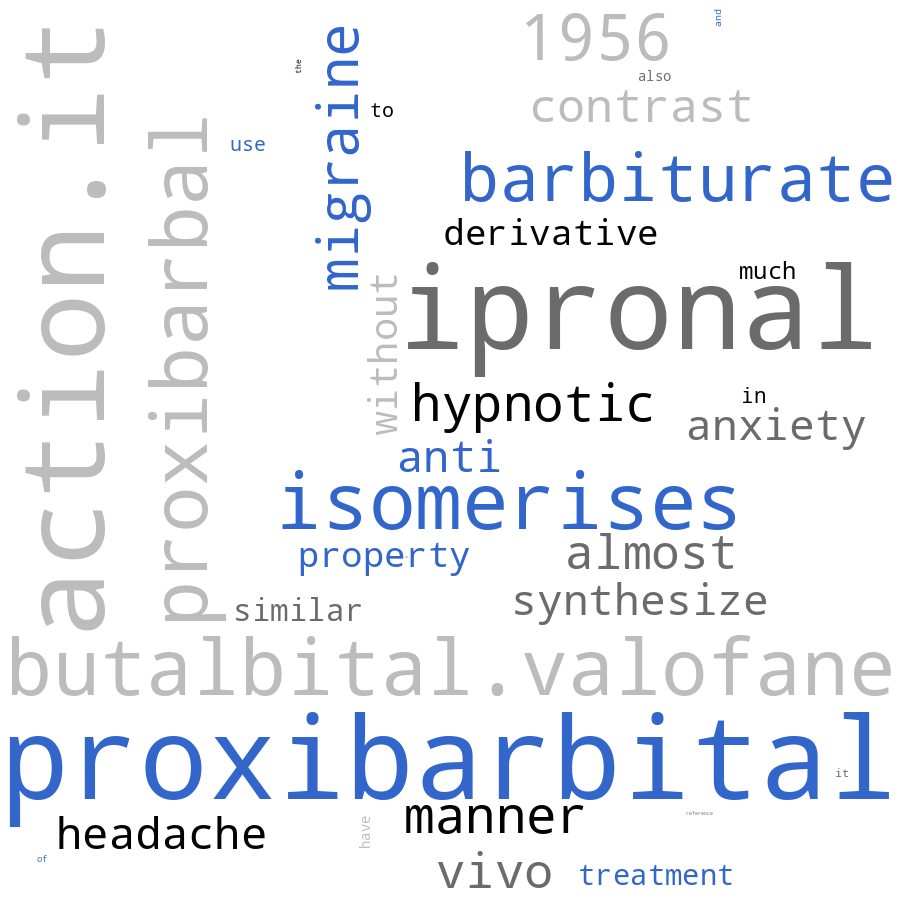 action.it
proxibarbal
use
the
migraine
to
1956
and
also
contrast
barbiturate
derivative
much
ipronal
without
hypnotic
in
anxiety
anti
isomerises
property
almost
similar
synthesize
butalbital.valofane
proxibarbital
it
headache
have
manner
reference
of
vivo
treatment